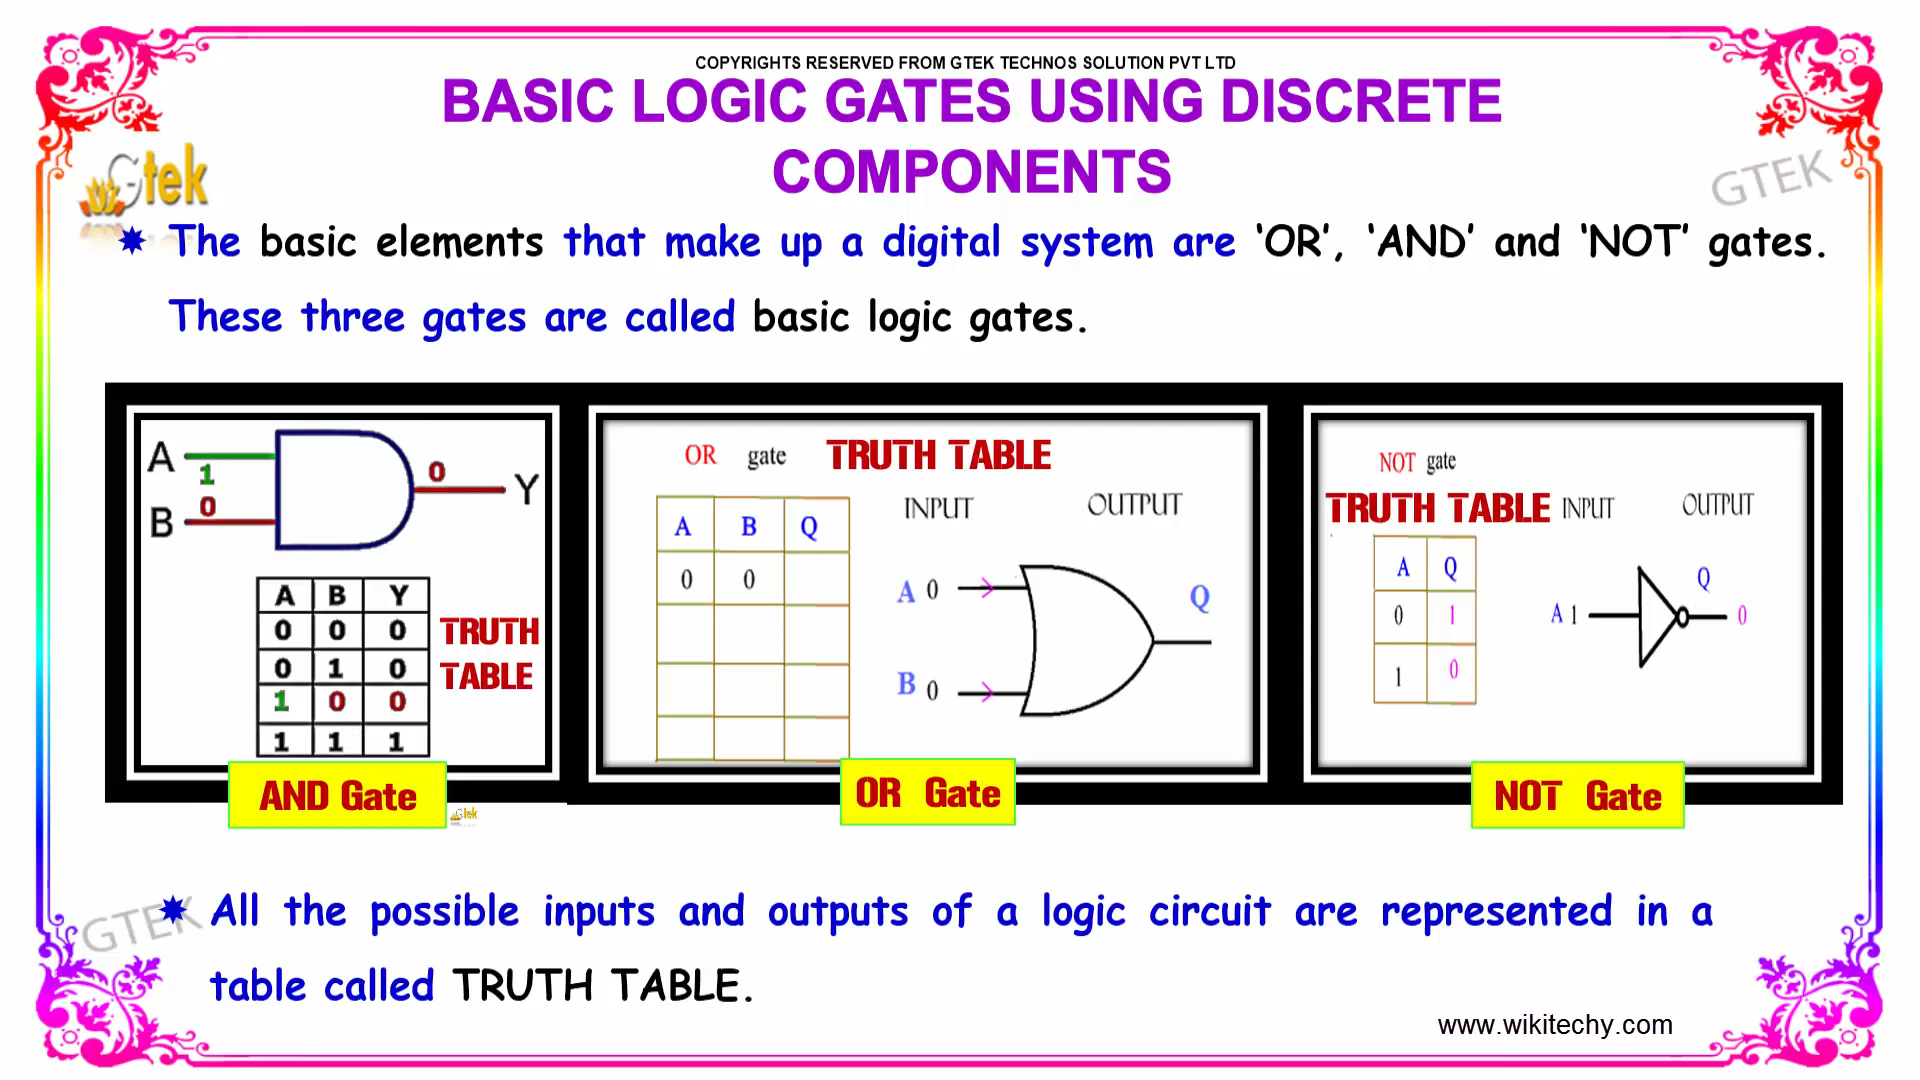 COPYRIGHTS RESERVED FROM GTEK TECHNOS SOLUTION PVT LTD
BASIC LOGIC GATES USING DISCRETE
COMPONENTS
Gtek
GTEK
The basic elements that make up a digital system are ‘OR’, ‘AND’ and ‘NOT’ gates.
These three gates are called basic logic gates.
A 1 0 Y
B 0
A B Y
0 0 0
0 1 0
1 0 0
1 1 1
TRUTH
TABLE
AND Gate
Gtek
OR gate TRUTH TABLE
INPUT OUTPUT
A B Q
0 0
A 0 Q
B 0
OR Gate
NOT gate
TRUTH TABLE INPUT OUTPUT
A Q
0 1
1 0
Q
A 1 0
NOT Gate
GTEK
All the possible inputs and outputs of a logic circuit are represented in a
table called TRUTH TABLE.
www.wikitechy.com